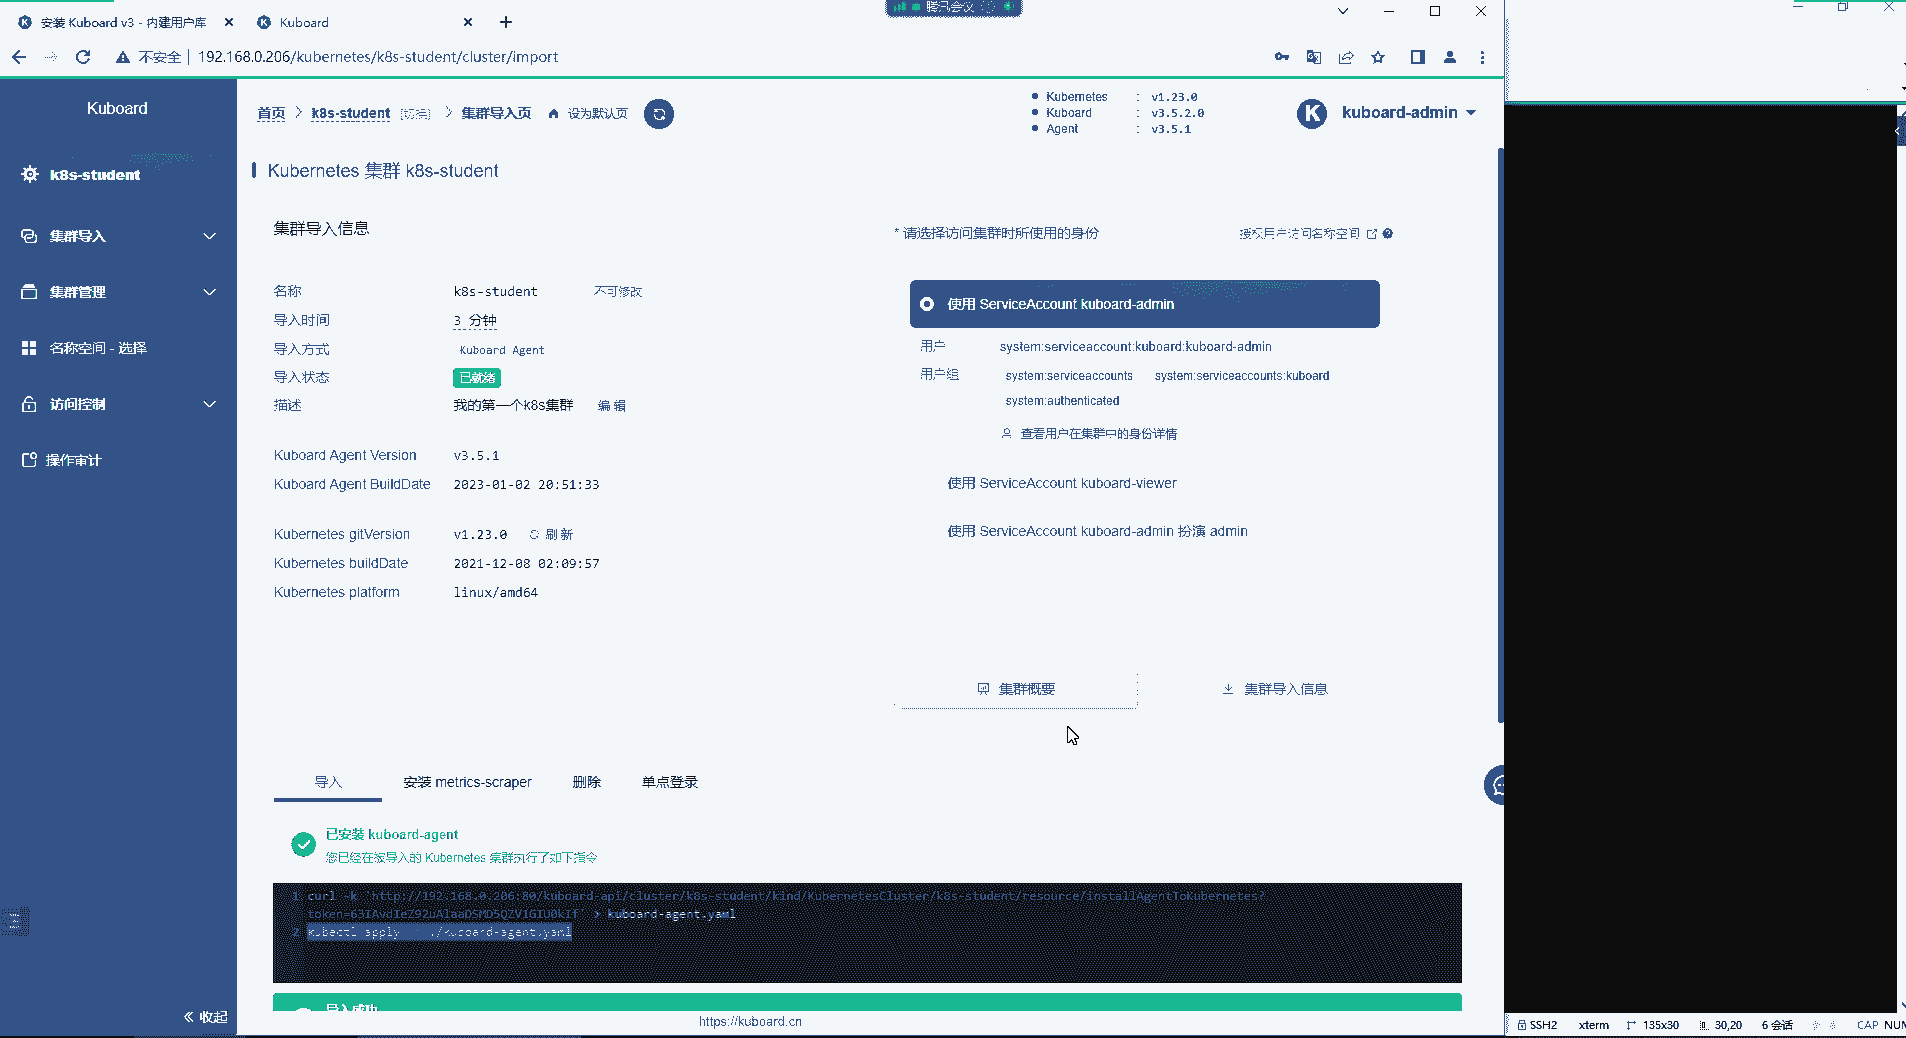 腾讯会议
安装 Kuboard v3 - 内建用户库
Kuboard
不安全
192.168.0.206/kubernetes/k8s-student/cluster/import
Kuboard
k8s-student
集群导入
集群管理
名称空间 - 选择
访问控制
操作审计
收起
首页 > k8s-student [切换] > 集群导入页 设为默认页
Kubernetes : v1.23.0
Kuboard : v3.5.2.0
Agent : v3.5.1
kuboard-admin
Kubernetes 集群 k8s-student
集群导入信息
名称 k8s-student 不可修改
导入时间 3 分钟
导入方式 Kuboard Agent
导入状态 已就绪
描述 我的第一个k8s集群 编 辑
Kuboard Agent Version v3.5.1
Kuboard Agent BuildDate 2023-01-02 20:51:33
Kubernetes gitVersion v1.23.0 刷 新
Kubernetes buildDate 2021-12-08 02:09:57
Kubernetes platform linux/amd64
* 请选择访问集群时所使用的身份
授权用户访问名称空间
使用 ServiceAccount kuboard-admin
用户 system:serviceaccount:kuboard:kuboard-admin
用户组 system:serviceaccounts system:serviceaccounts:kuboard
system:authenticated
查看用户在集群中的身份详情
使用 ServiceAccount kuboard-viewer
使用 ServiceAccount kuboard-admin 扮演 admin
集群概要
集群导入信息
导入 安装 metrics-scraper 删除 单点登录
已安装 kuboard-agent
您已经在被导入的 Kubernetes 集群执行了如下指令
1 curl -k 'http://192.168.0.206:80/kuboard-api/cluster/k8s-student/kind/KubernetesCluster/k8s-student/resource/installAgentToKubernetes?
> kuboard-agent.yaml
2 kubectl apply ./kuboard-agent.yaml
导入成功
https://kuboard.cn
SSH2 xterm 135x30 30,20 6 会话 CAP NUM